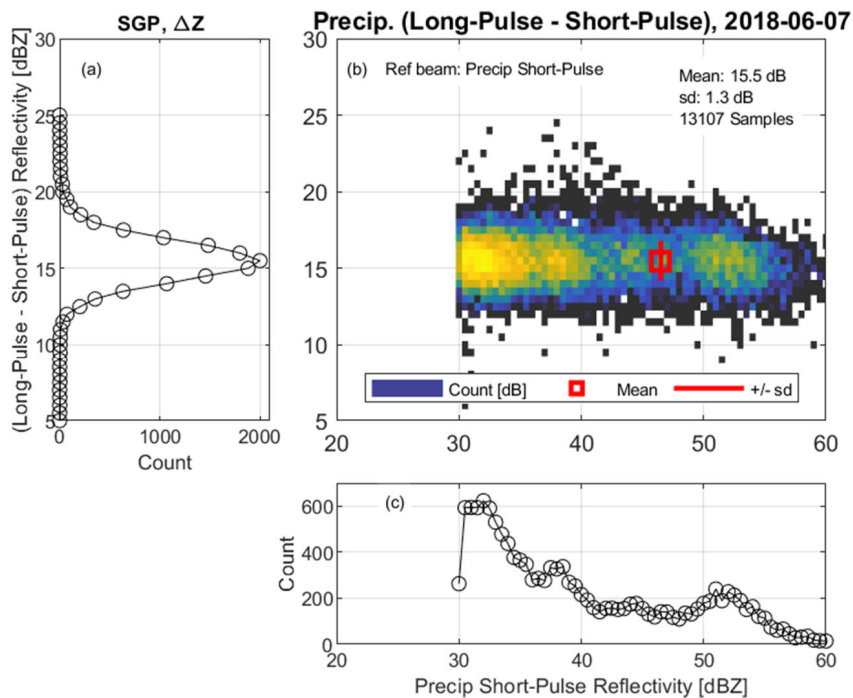 SGP, ΔZ
(a)
(Long-Pulse - Short-Pulse) Reflectivity [dBZ]
30
25
20
15
10
5
0
1000
2000
Count
Precip. (Long-Pulse - Short-Pulse), 2018-06-07
(b) Ref beam: Precip Short-Pulse
Mean: 15.5 dB
sd: 1.3 dB
13107 Samples
30
25
20
15
10
5
Count [dB] Mean +/- sd
20
30
40
50
60
(c)
Count
600
400
200
0
20
30
40
50
60
Precip Short-Pulse Reflectivity [dBZ]